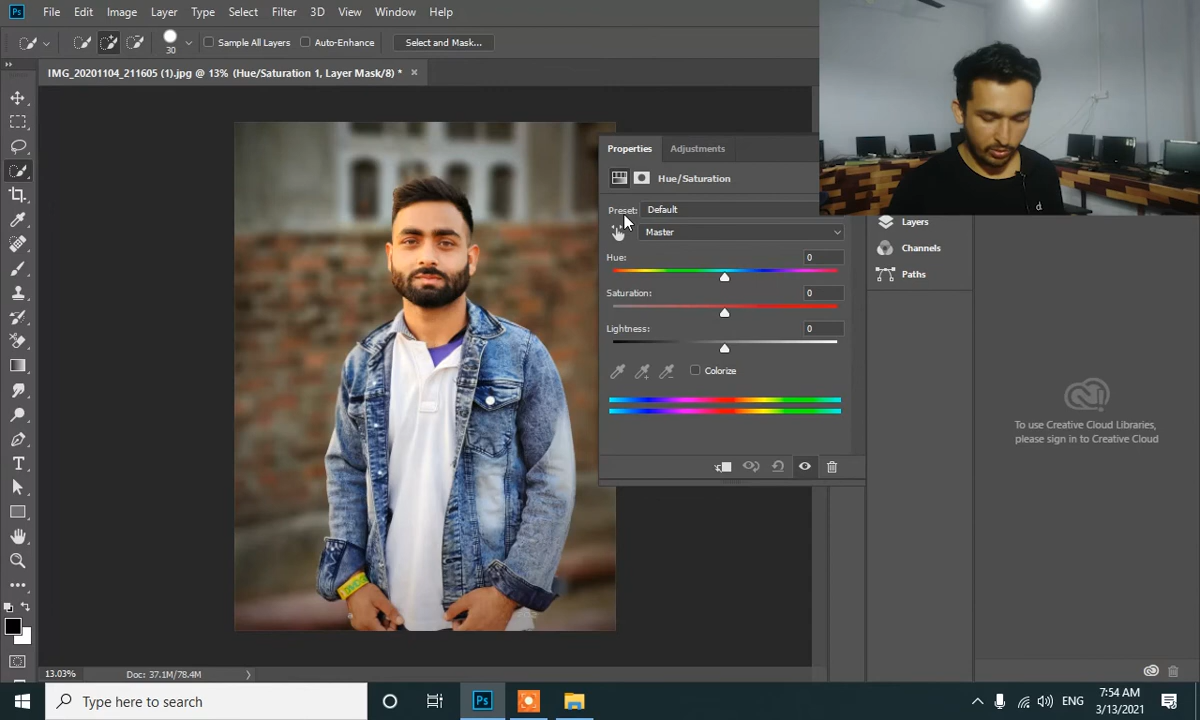 Ps File Edit Image Layer Type Select Filter 3D View Window Help
30 Sample All Layers Auto-Enhance Select and Mask...
IMG_20201104_211605 (1).jpg @ 13% (Hue/Saturation 1, Layer Mask/8) * ×
Properties Adjustments
Hue/Saturation
Preset: Default
Master
Hue: 0
Saturation: 0
Lightness: 0
Colorize
Layers
Channels
Paths
To use Creative Cloud Libraries,
please sign in to Creative Cloud
13.03% Doc: 37.1M/78.4M
Type here to search
Ps
ENG
7:54 AM
3/13/2021